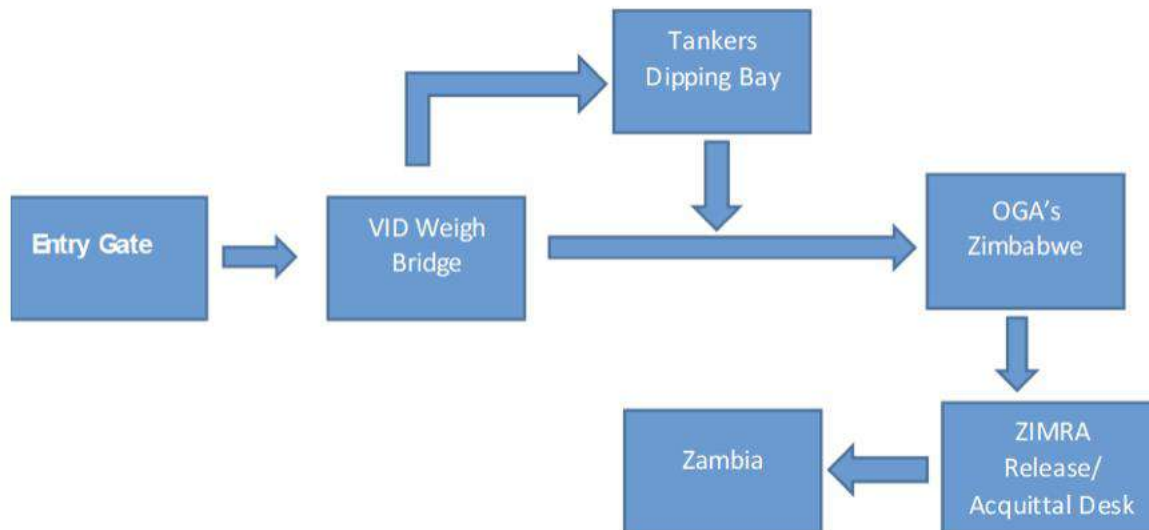 Tankers
Dipping Bay
Entry Gate
VID Weigh
Bridge
OGA's
Zimbabwe
Zambia
ZIMRA
Release/
Acquittal Desk